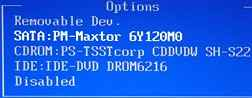 Options
Removable Dev.
SATA:PM-Maxtor 6Y120M0
CDROM:PS-TSSTcorp CDDVDW SH-S22
IDE:IDE-DVD DROM6216
Disabled